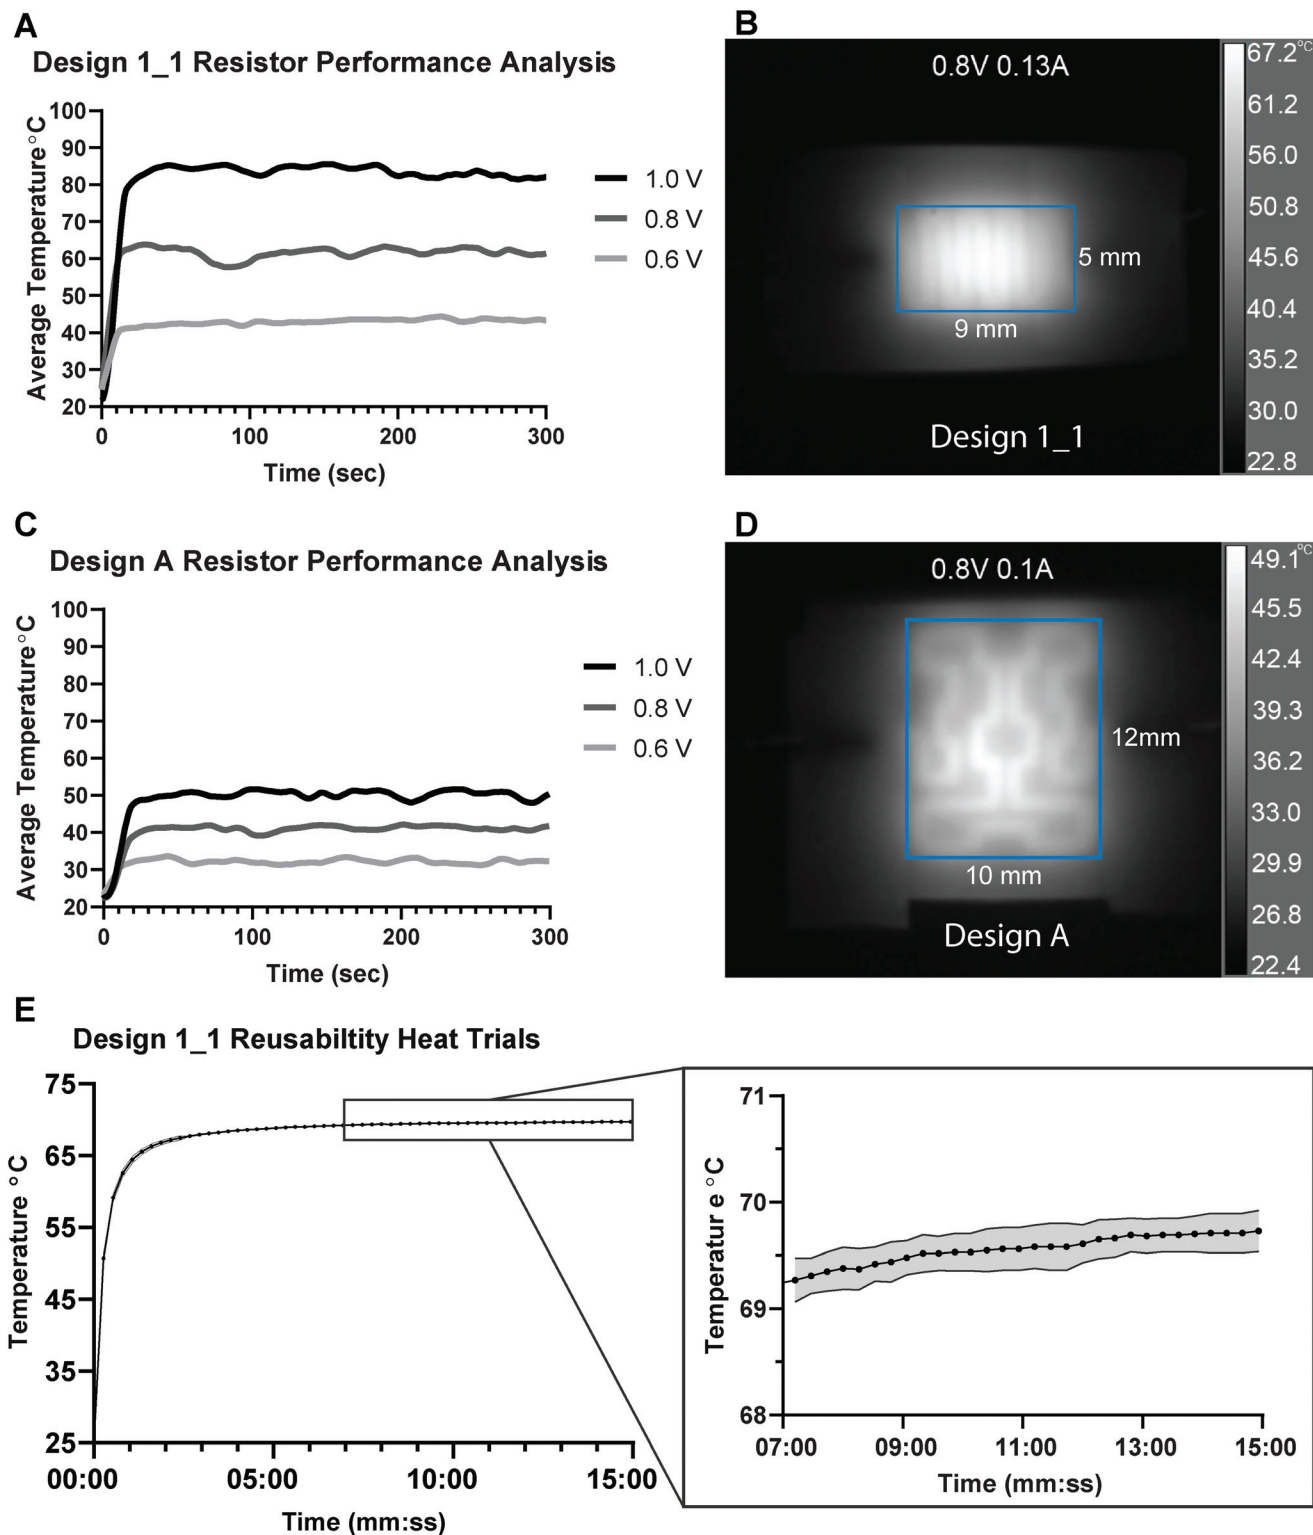 A
Design 1_1 Resistor Performance Analysis
Average Temperature°C
100
90
80
70
60
50
40
30
20
0
100
200
300
Time (sec)
1.0 V
0.8 V
0.6 V
B
0.8V 0.13A
5 mm
9 mm
Design 1_1
°C
67.2
61.2
56.0
50.8
45.6
40.4
35.2
30.0
22.8
C
Design A Resistor Performance Analysis
Average Temperature°C
100
90
80
70
60
50
40
30
20
0
100
200
300
Time (sec)
1.0 V
0.8 V
0.6 V
D
0.8V 0.1A
12mm
10 mm
Design A
°C
49.1
45.5
42.4
39.3
36.2
33.0
29.9
26.8
22.4
E
Design 1_1 Reusabiltity Heat Trials
Temperature °C
75
65
55
45
35
25
00:00
05:00
10:00
15:00
Time (mm:ss)
Temperatur e °C
71
70
69
68
07:00
09:00
11:00
13:00
15:00
Time (mm:ss)